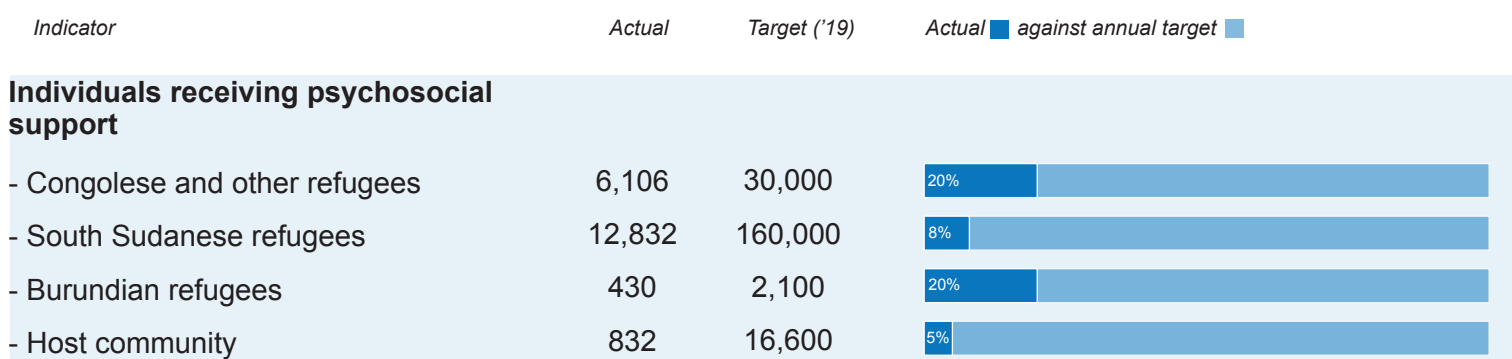 Indicator Actual Target ('19) Actual against annual target
Individuals receiving psychosocial
support
- Congolese and other refugees 6,106 30,000 20%
- South Sudanese refugees 12,832 160,000 8%
- Burundian refugees 430 2,100 20%
- Host community 832 16,600 5%